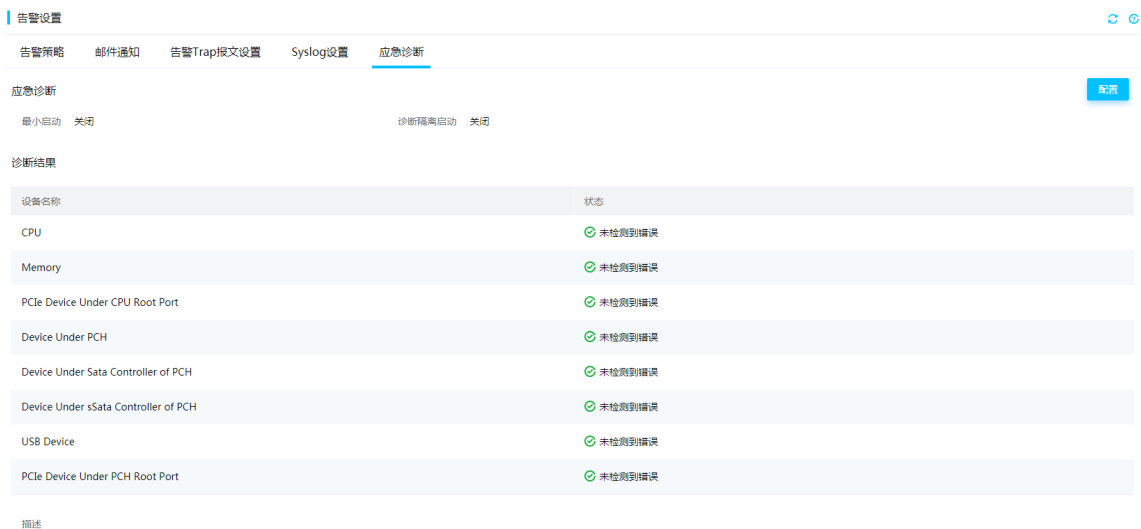 告警设置
告警策略 邮件通知 告警Trap报文设置 Syslog设置 应急诊断
应急诊断 配置
最小启动 关闭 诊断隔离启动 关闭
诊断结果
设备名称 状态
CPU 未检测到错误
Memory 未检测到错误
PCIe Device Under CPU Root Port 未检测到错误
Device Under PCH 未检测到错误
Device Under Sata Controller of PCH 未检测到错误
Device Under sSata Controller of PCH 未检测到错误
USB Device 未检测到错误
PCIe Device Under PCH Root Port 未检测到错误
描述